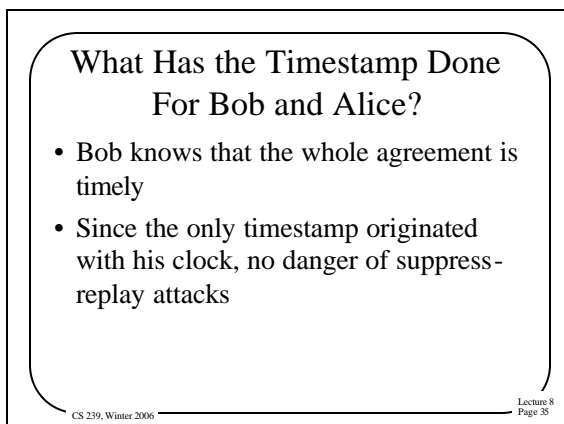 What Has the Timestamp Done
For Bob and Alice?
• Bob knows that the whole agreement is
timely
• Since the only timestamp originated
with his clock, no danger of suppress-
replay attacks
CS 239, Winter 2006
Lecture 8
Page 35